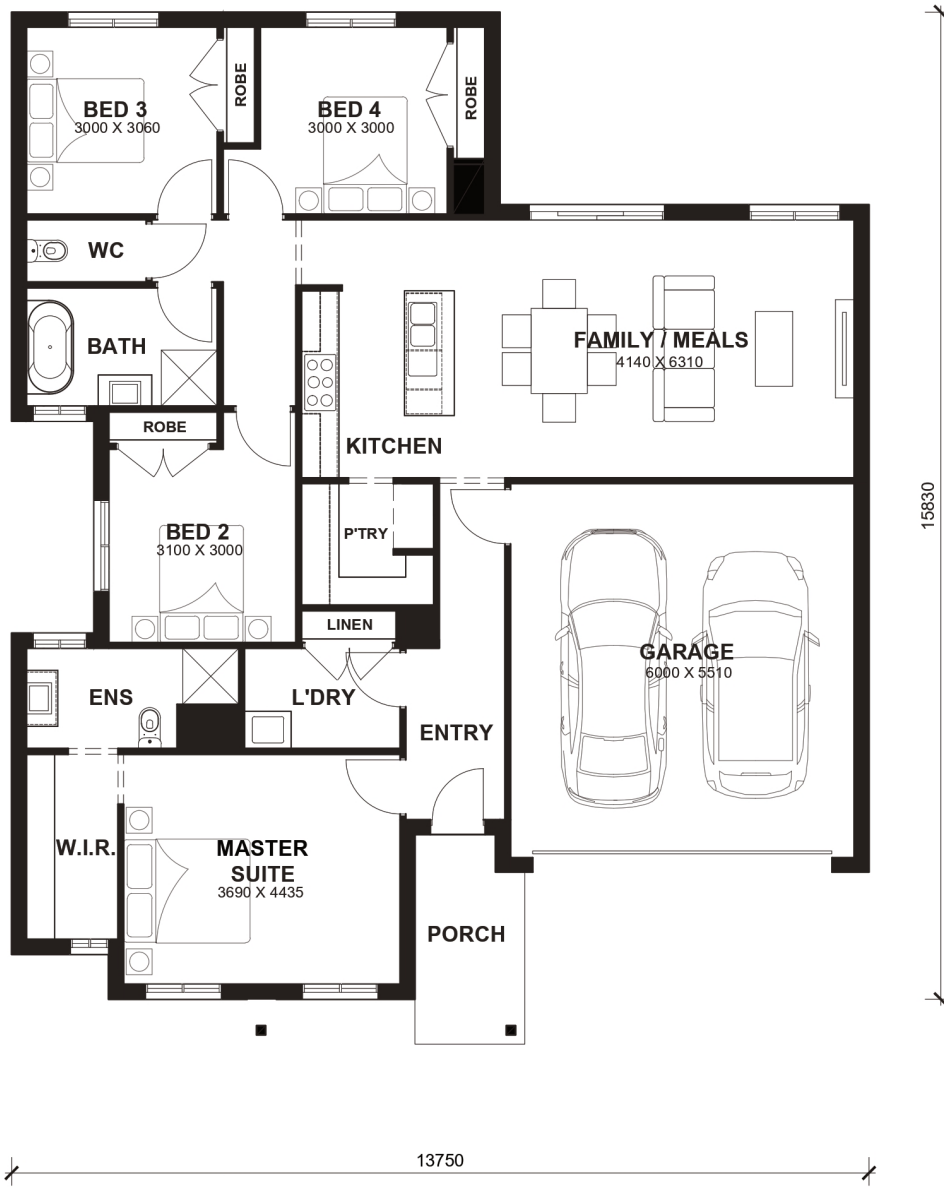 BED 3
3000 X 3060
ROBE
BED 4
3000 X 3000
ROBE
WC
BATH
FAMILY / MEALS
4140 X 6310
ROBE
KITCHEN
BED 2
3100 X 3000
P'TRY
15830
LINEN
GARAGE
6000 X 5510
ENS
L'DRY
ENTRY
W.I.R.
MASTER
SUITE
3690 X 4435
PORCH
13750